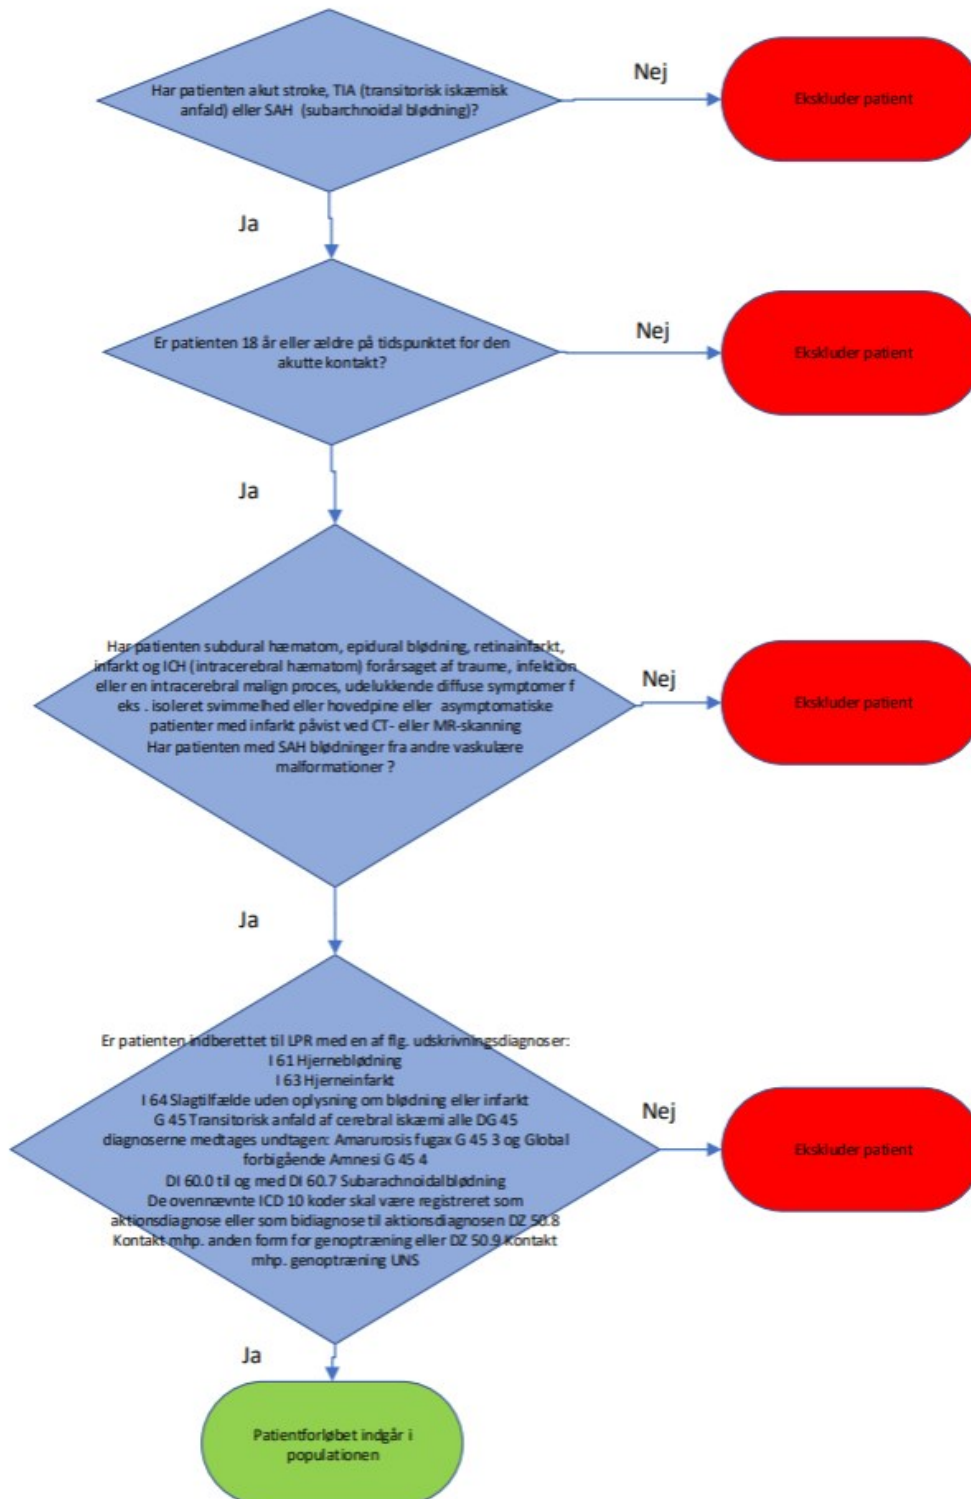 Har patienten akut stroke, TIA (transitorisk iskæmisk
anfald) eller SAH (subarchnoidal blødning)?
Nej
Ekskluder patient
Ja
Er patienten 18 år eller ældre på tidspunktet for den
akutte kontakt?
Nej
Ekskluder patient
Ja
Har patienten subdural hæmatom, epidural blødning, retinainfarkt,
infarkt og ICH (intracerebral hæmatom) forårsaget af traume, infektion
eller en intracerebral malign proces, udelukkende diffuse symptomer f
eks . isoleret svimmelhed eller hovedpine eller asymptomatiske
patienter med infarkt påvist ved CT- eller MR-skanning
Har patienten med SAH blødninger fra andre vaskulære
malformationer ?
Nej
Ekskluder patient
Ja
Er patienten indberettet til LPR med en af flg. udskrivningsdiagnoser:
I 61 Hjerneblødning
I 63 Hjerneinfarkt
I 64 Slagtilfælde uden oplysning om blødning eller infarkt
G 45 Transitorisk anfald af cerebral iskæmi alle DG 45
diagnoserne medtages undtagen: Amarurosis fugax G 45 3 og Global
forbigående Amnesi G 45 4
DI 60.0 til og med DI 60.7 Subarachnoidalblødning
De ovennævnte ICD 10 koder skal være registreret som
aktionsdiagnose eller som bidiagnose til aktionsdiagnosen DZ 50.8
Kontakt mhp. anden form for genoptræning eller DZ 50.9 Kontakt
mhp. genoptræning UNS
Nej
Ekskluder patient
Ja
Patientforløbet indgår i
populationen